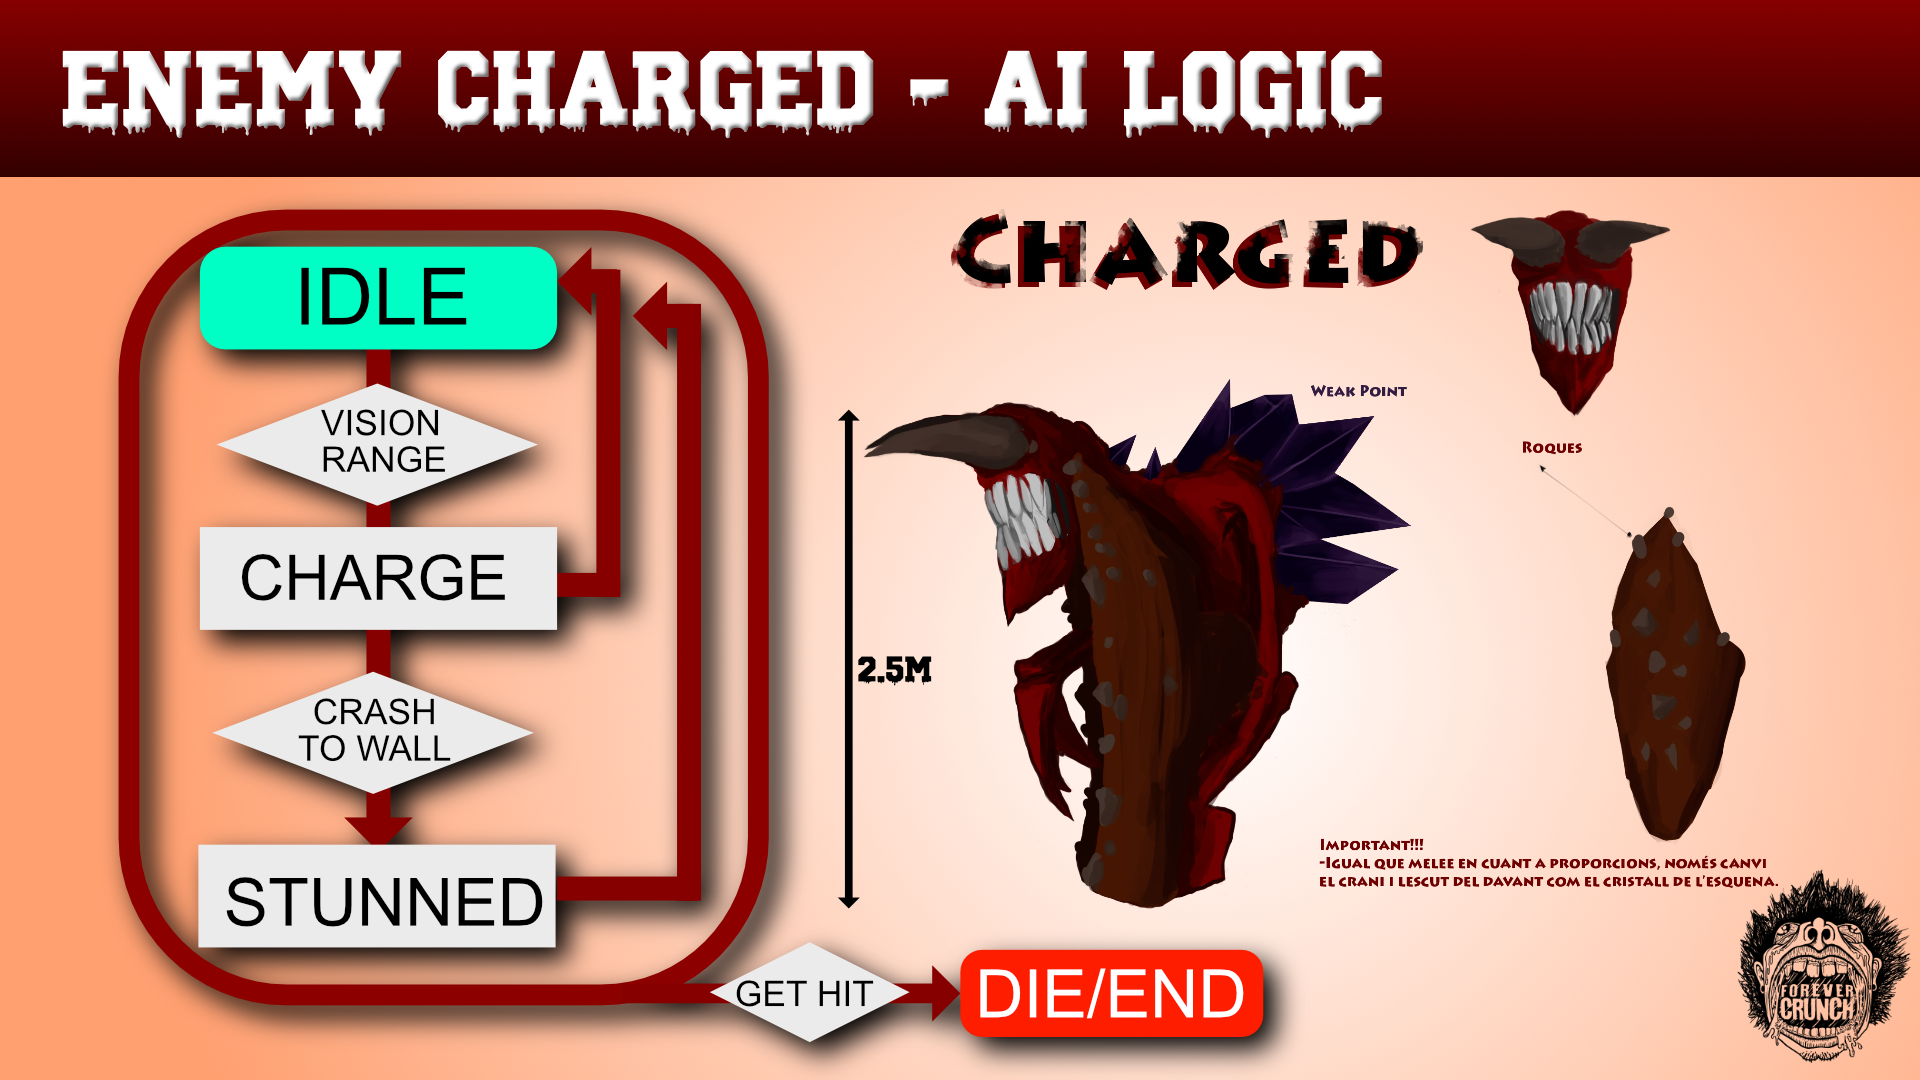 ENEMY CHARGED - AI LOGIC
IDLE
VISION
RANGE
CHARGE
CRASH
TO WALL
STUNNED
GET HIT
DIE/END
CHARGED
WEAK POINT
2.5M
ROQUES
IMPORTANT!!!
-IGUAL QUE MELEE EN CUANT A PROPORCIONS, NOMÉS CANVI
EL CRANI I LESCUT DEL DAVANT COM EL CRISTALL DE L'ESQUENA.
FOREVER
CRUNCH